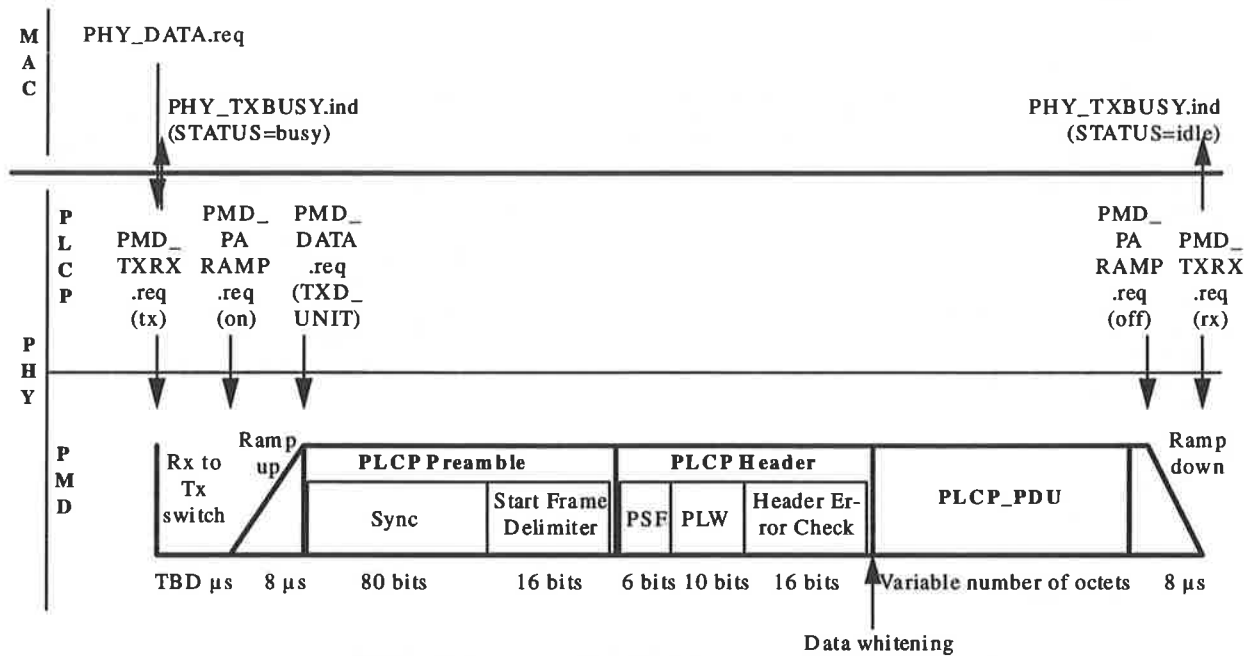 M
A
C
PHY_DATA.req
PHY_TXBUSY.ind
(STATUS=busy)
PHY_TXBUSY.ind
(STATUS=idle)
P
L
C
P
PMD_
TXRX
.req
(tx)
PMD_
PA
RAMP
.req
(on)
PMD_
DATA
.req
(TXD_
UNIT)
PMD_
PA
RAMP
.req
(off)
PMD_
TXRX
.req
(rx)
P
H
Y
P
M
D
Rx to
Tx
switch
Ramp
up
PLCP Preamble
Sync
Start Frame
Delimiter
PLCP Header
PSF
PLW
Header Er-
ror Check
PLCP_PDU
Ramp
down
TBD µs
8 µs
80 bits
16 bits
6 bits
10 bits
16 bits
Variable number of octets
8 µs
Data whitening